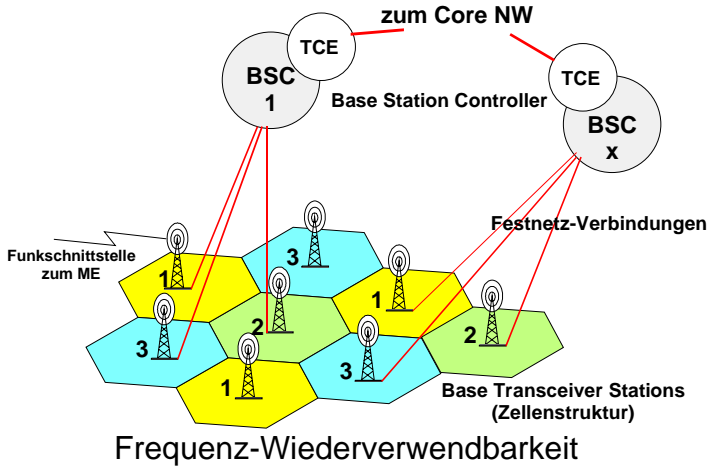 zum Core NW
TCE
BSC
1
TCE
BSC
x
Base Station Controller
Festnetz-Verbindungen
Funkschnittstelle
zum ME
1
3
1
3
2
2
1
3
Base Transceiver Stations
(Zellenstruktur)
Frequenz-Wiederverwendbarkeit